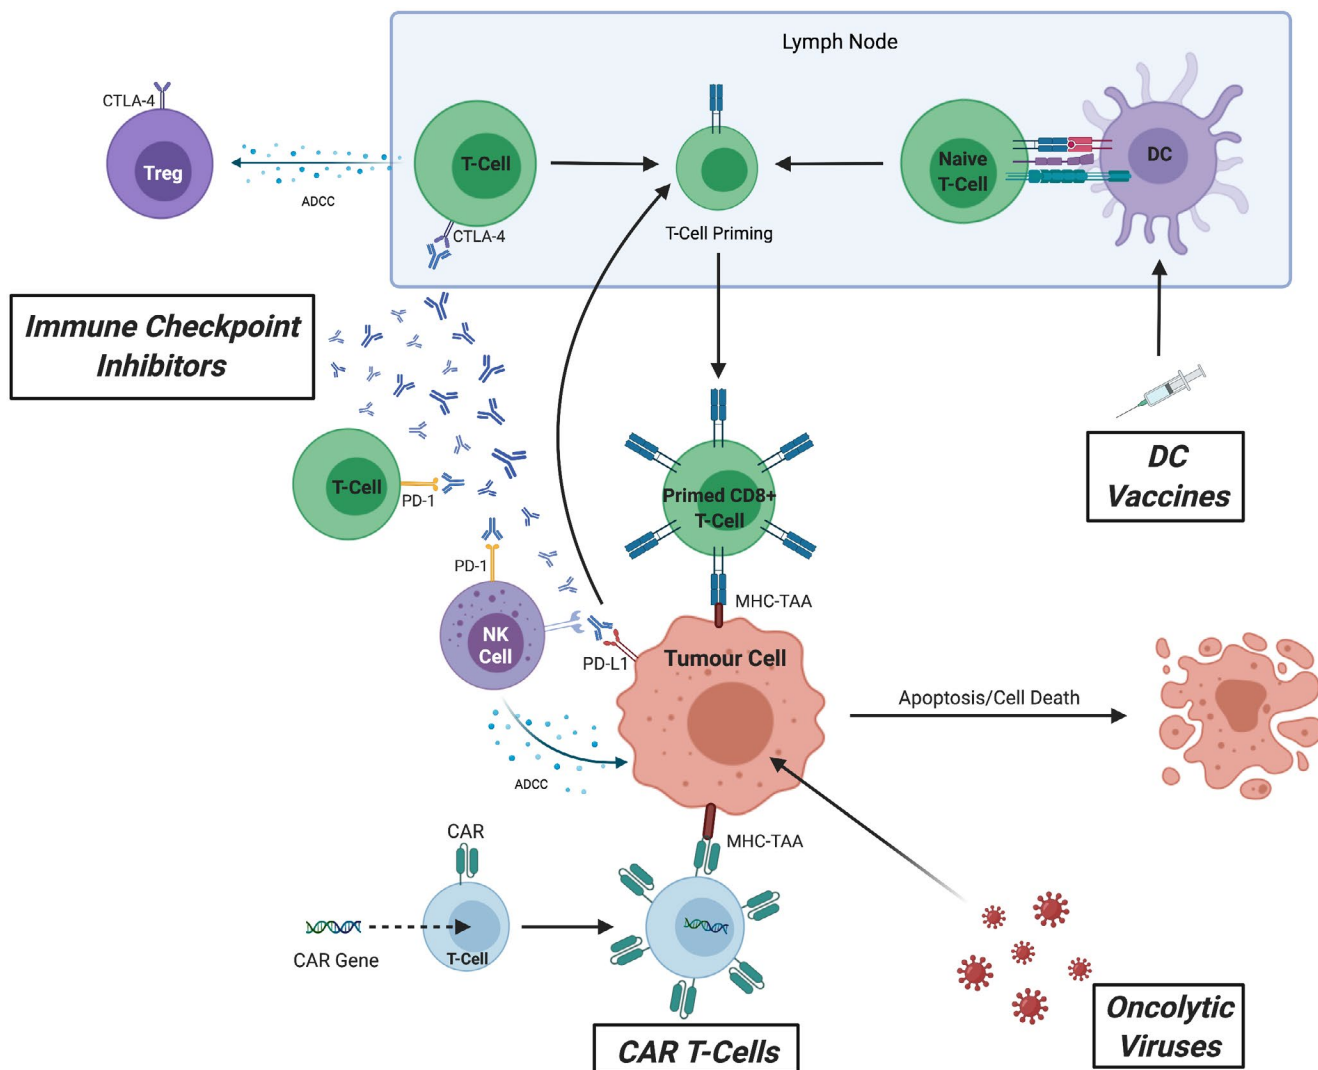 Lymph Node
CTLA-4
Treg
ADCC
T-Cell
CTLA-4
T-Cell Priming
Naive
T-Cell
DC
Immune Checkpoint
Inhibitors
T-Cell
PD-1
PD-1
NK
Cell
PD-L1
ADCC
Primed CD8+
T-Cell
MHC-TAA
Tumour Cell
DC
Vaccines
Apoptosis/Cell Death
MHC-TAA
CAR
CAR Gene
T-Cell
CAR T-Cells
Oncolytic
Viruses